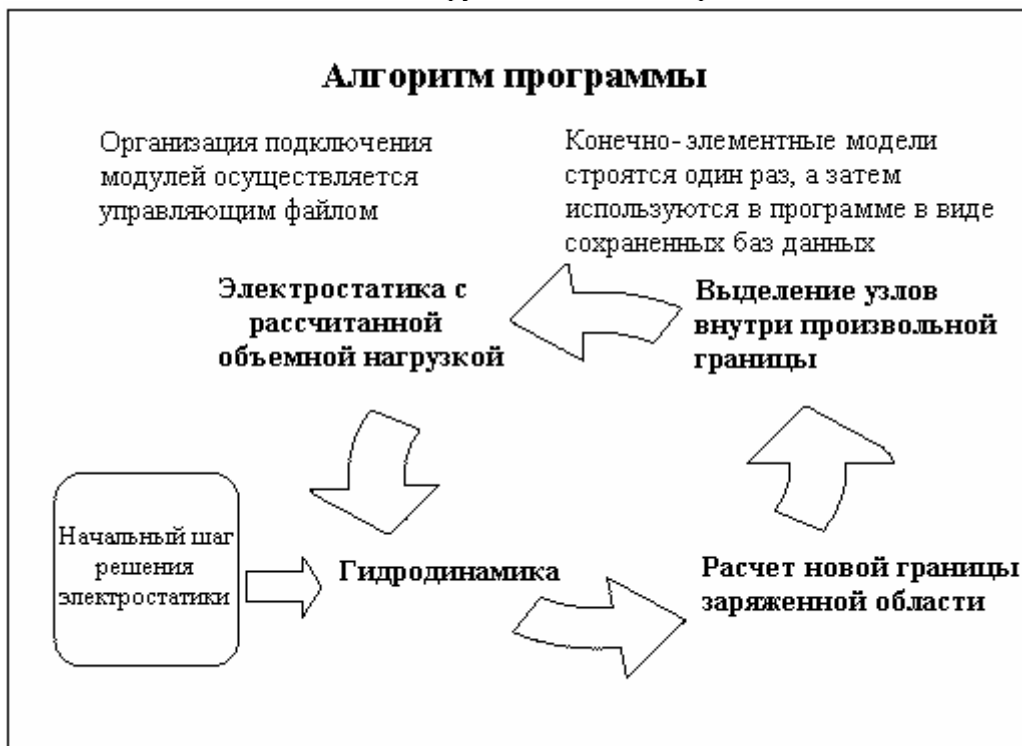 Алгоритм программы
Организация подключения
модулей осуществляется
управляющим файлом
Конечно-элементные модели
строятся один раз, а затем
используются в программе в виде
сохраненных баз данных
Электростатика с
рассчитанной
объемной нагрузкой
Выделение узлов
внутри произвольной
границы
Начальный шаг
решения
электростатики
Гидродинамика
Расчет новой границы
заряженной области